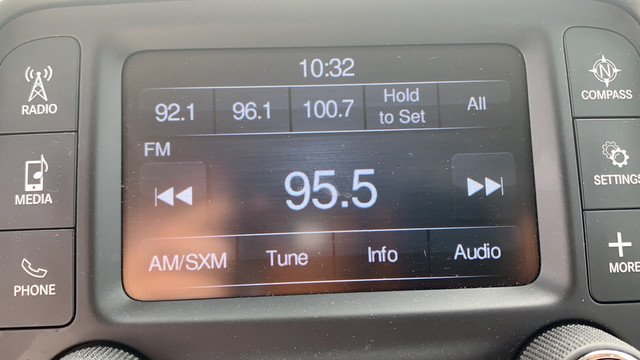 10:32
92.1 96.1 100.7 Hold to Set All
FM
95.5
AM/SXM Tune Info Audio
RADIO
MEDIA
PHONE
N
COMPASS
SETTINGS
MORE